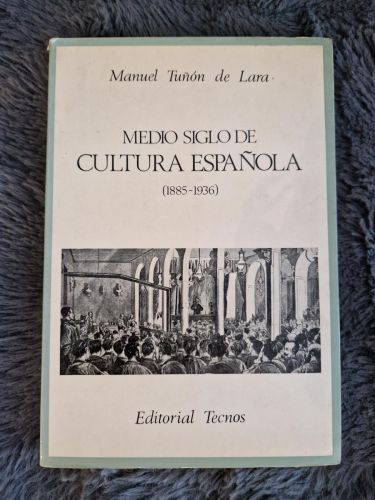 Manuel Tuñón de Lara
MEDIO SIGLO DE
CULTURA ESPAÑOLA
(1885-1936)
Editorial Tecnos